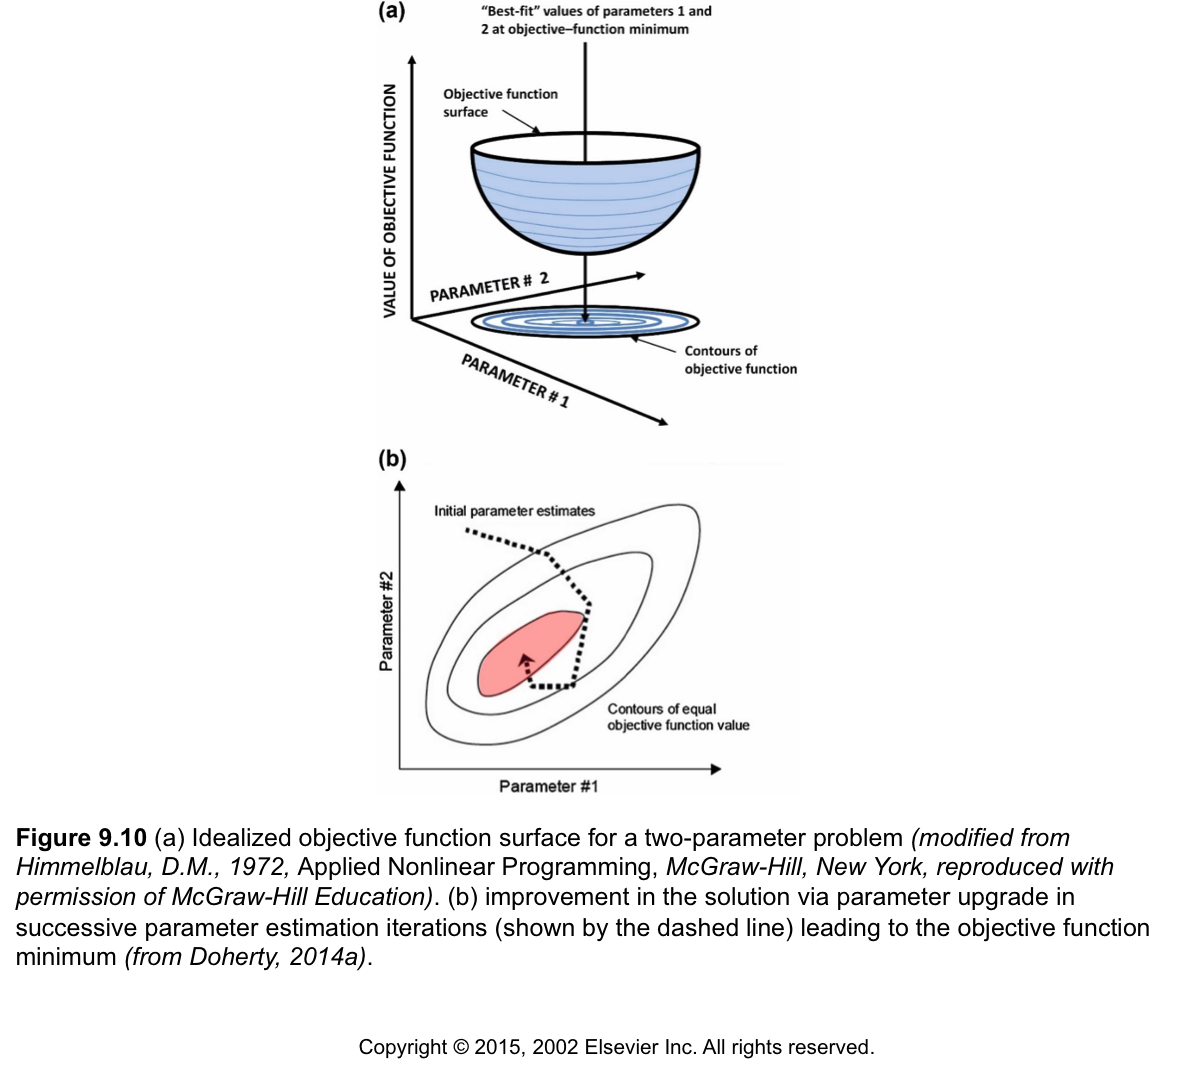 (a)
“Best-fit” values of parameters 1 and
2 at objective–function minimum
Objective function
surface
VALUE OF OBJECTIVE FUNCTION
PARAMETER # 2
PARAMETER # 1
Contours of
objective function
(b)
Initial parameter estimates
Parameter #2
Contours of equal
objective function value
Parameter #1
Figure 9.10 (a) Idealized objective function surface for a two-parameter problem (modified from
Himmelblau, D.M., 1972, Applied Nonlinear Programming, McGraw-Hill, New York, reproduced with
permission of McGraw-Hill Education). (b) improvement in the solution via parameter upgrade in
successive parameter estimation iterations (shown by the dashed line) leading to the objective function
minimum (from Doherty, 2014a).
Copyright © 2015, 2002 Elsevier Inc. All rights reserved.